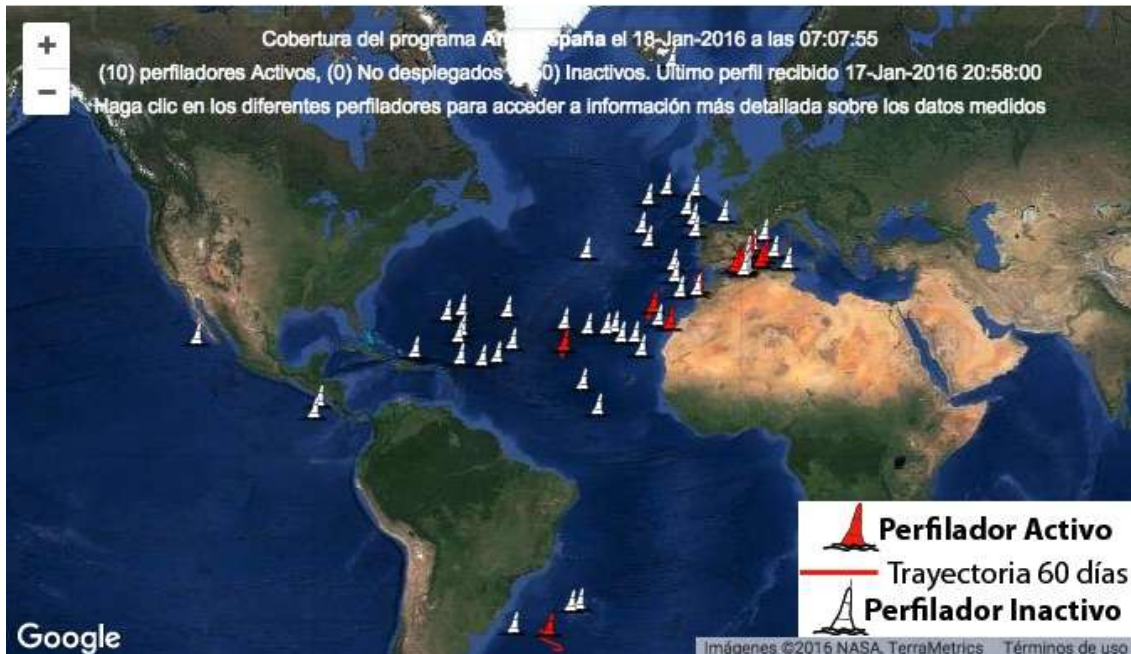 +
−
Cobertura del programa España el 18-Jan-2016 a las 07:07:55
(10) perfiladores Activos, (0) No desplegados Inactivos. Ultimo perfil recibido 17-Jan-2016 20:58:00
Haga clic en los diferentes perfiladores para acceder a información más detallada sobre los datos medidos
Perfilador Activo
Trayectoria 60 días
Perfilador Inactivo
Google
Imágenes ©2016 NASA, TerraMetrics Términos de uso